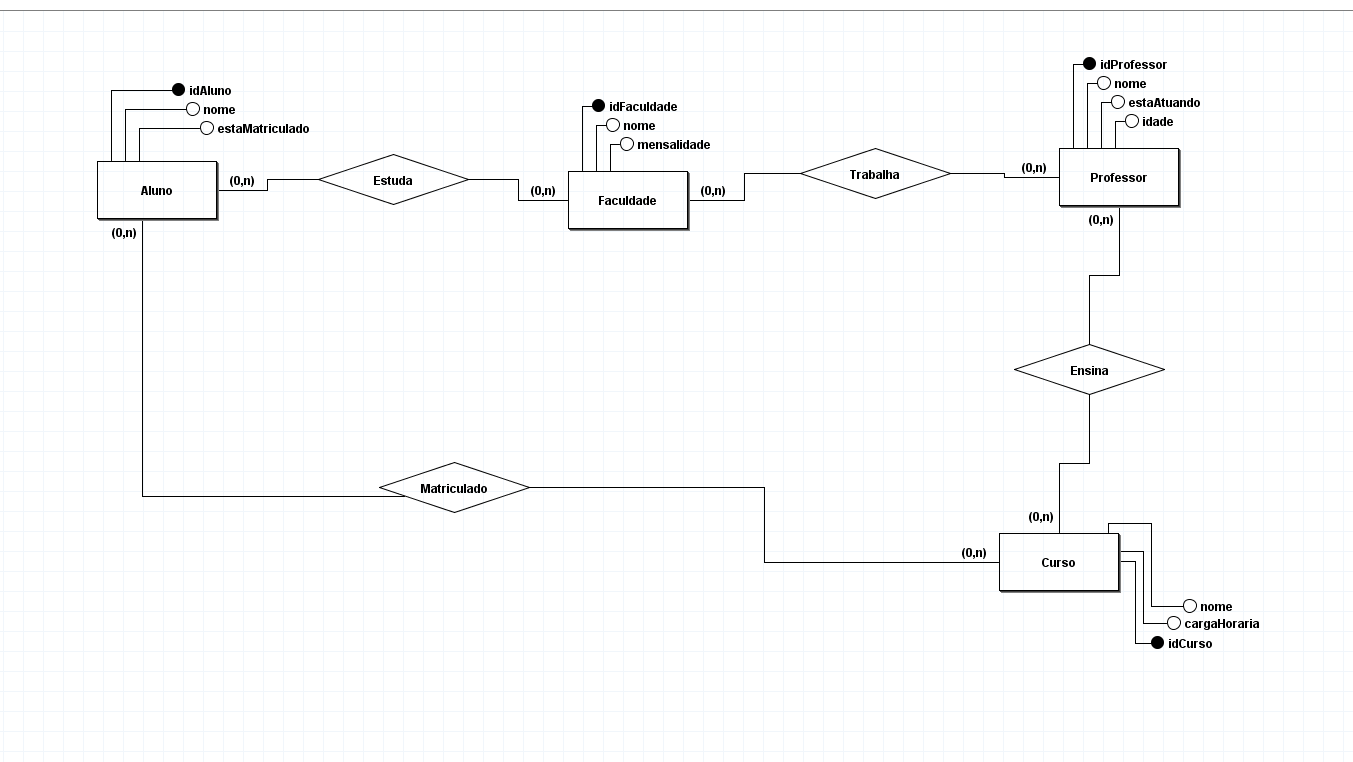 idAluno
nome
estaMatriculado
Aluno
(0,n)
(0,n)
Estuda
(0,n)
idFaculdade
nome
mensalidade
Faculdade
(0,n)
Trabalha
(0,n)
idProfessor
nome
estaAtuando
idade
Professor
(0,n)
Ensina
(0,n)
Matriculado
(0,n)
Curso
nome
cargaHoraria
idCurso